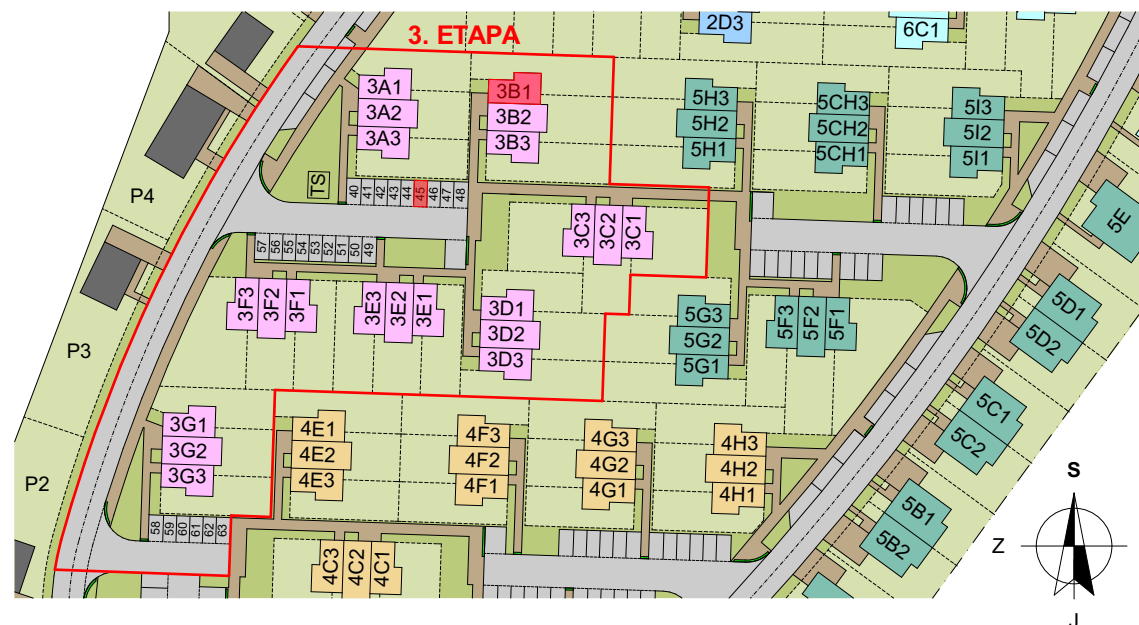 2D3
6C1
3. ETAPA
3A1
3A2
3A3
3B1
3B2
3B3
5H3
5H2
5H1
5CH3
5CH2
5CH1
5I3
5I2
5I1
P4
TS
40
41
42
43
44
45
46
47
48
5E
3C3
3C2
3C1
57
56
55
54
53
52
51
50
49
3F3
3F2
3F1
3E3
3E2
3E1
3D1
3D2
3D3
5G3
5G2
5G1
5F3
5F2
5F1
5D1
5D2
P3
5C1
5C2
3G1
3G2
3G3
4E1
4E2
4E3
4F3
4F2
4F1
4G3
4G2
4G1
4H3
4H2
4H1
P2
58
59
60
61
62
63
5B1
5B2
4C3
4C2
4C1
S
Z
J